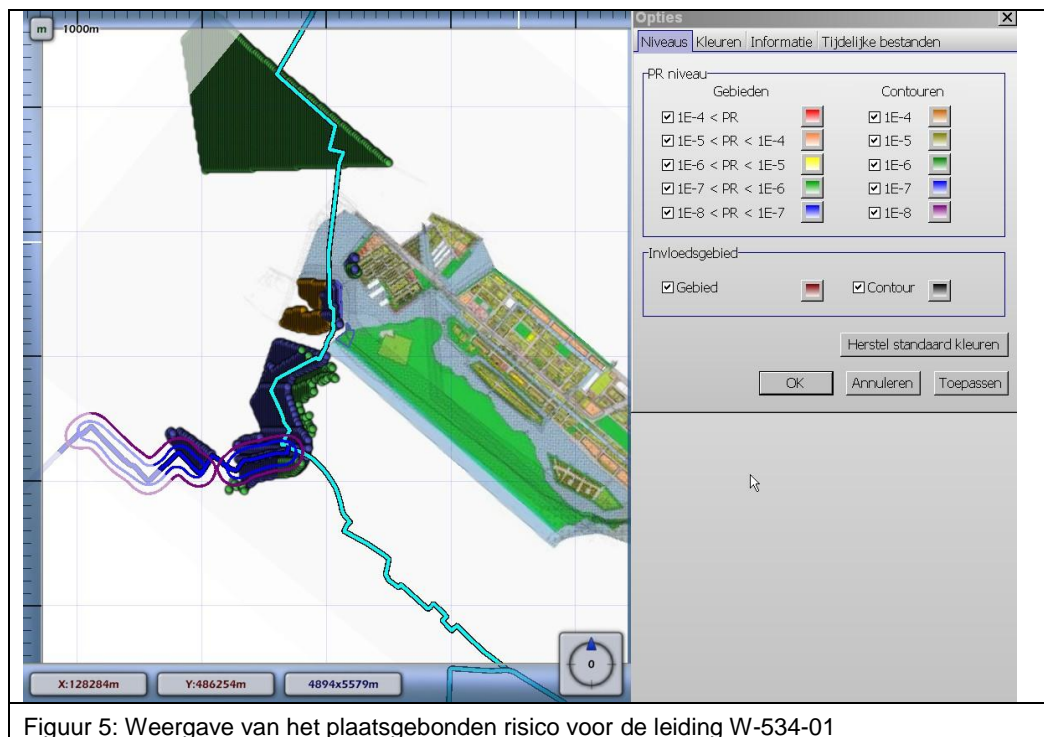 m 1000m
X:128284m Y:486254m 4894x5579m 0
Opties
Niveaus Kleuren Informatie Tijdelijke bestanden
PR niveau
Gebieden Contouren
1E-4 < PR 1E-4
1E-5 < PR < 1E-4 1E-5
1E-6 < PR < 1E-5 1E-6
1E-7 < PR < 1E-6 1E-7
1E-8 < PR < 1E-7 1E-8
Invloedsgebied
Gebied Contour
Herstel standaard kleuren
OK Annuleren Toepassen
Figuur 5: Weergave van het plaatsgebonden risico voor de leiding W-534-01